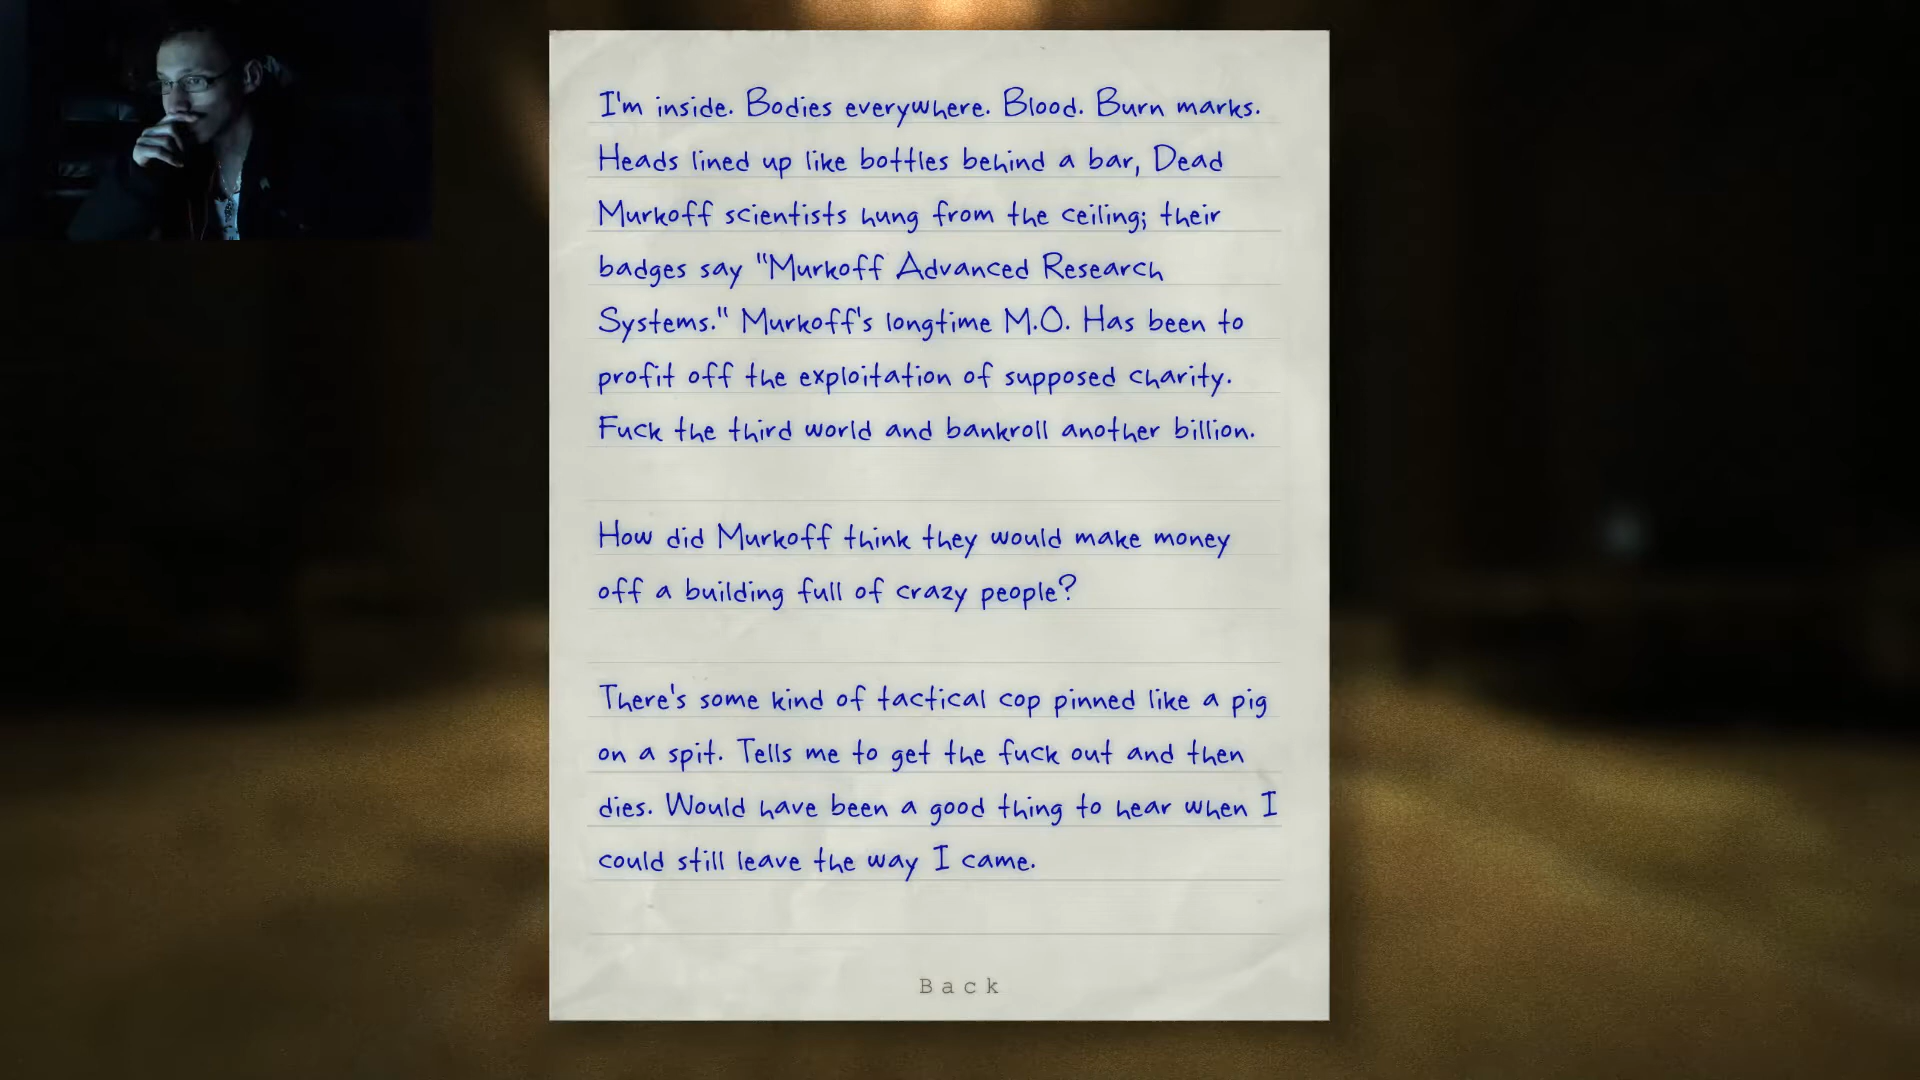 I'm inside. Bodies everywhere. Blood. Burn marks.
Heads lined up like bottles behind a bar, Dead
Murkoff scientists hung from the ceiling; their
badges say "Murkoff Advanced Research
Systems." Murkoff's longtime M.O. Has been to
profit off the exploitation of supposed charity.
Fuck the third world and bankroll another billion.
How did Murkoff think they would make money
off a building full of crazy people?
There's some kind of tactical cop pinned like a pig
on a spit. Tells me to get the fuck out and then
dies. Would have been a good thing to hear when I
could still leave the way I came.
Back